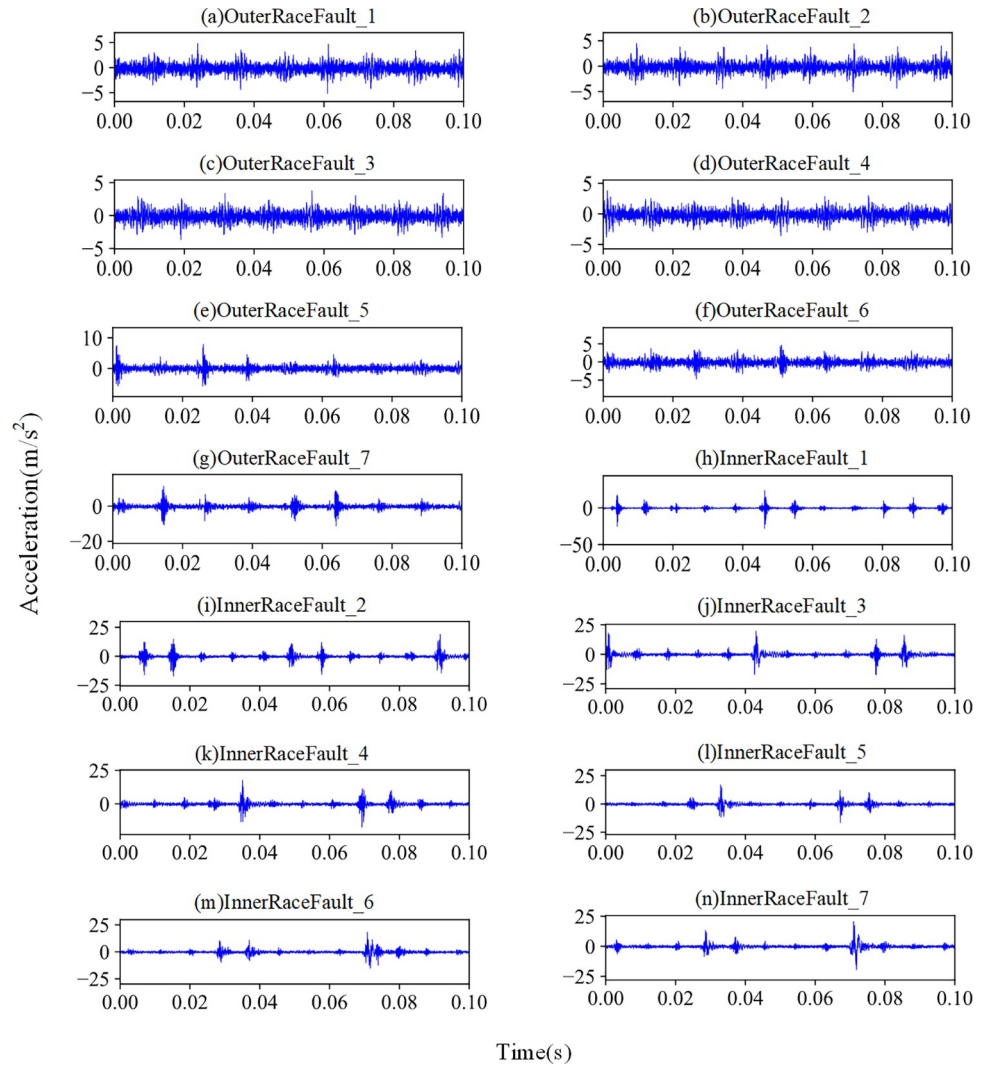 (a)OuterRaceFault_1
5
0
−5
0.00 0.02 0.04 0.06 0.08 0.10
(b)OuterRaceFault_2
5
0
−5
0.00 0.02 0.04 0.06 0.08 0.10
(c)OuterRaceFault_3
5
0
−5
0.00 0.02 0.04 0.06 0.08 0.10
(d)OuterRaceFault_4
5
0
−5
0.00 0.02 0.04 0.06 0.08 0.10
(e)OuterRaceFault_5
10
0
0.00 0.02 0.04 0.06 0.08 0.10
(f)OuterRaceFault_6
5
0
−5
0.00 0.02 0.04 0.06 0.08 0.10
Acceleration(m/s²)
(g)OuterRaceFault_7
0
−20
0.00 0.02 0.04 0.06 0.08 0.10
(h)InnerRaceFault_1
0
−50
0.00 0.02 0.04 0.06 0.08 0.10
(i)InnerRaceFault_2
25
0
−25
0.00 0.02 0.04 0.06 0.08 0.10
(j)InnerRaceFault_3
25
0
−25
0.00 0.02 0.04 0.06 0.08 0.10
(k)InnerRaceFault_4
25
0
−25
0.00 0.02 0.04 0.06 0.08 0.10
(l)InnerRaceFault_5
25
0
−25
0.00 0.02 0.04 0.06 0.08 0.10
(m)InnerRaceFault_6
25
0
−25
0.00 0.02 0.04 0.06 0.08 0.10
(n)InnerRaceFault_7
25
0
−25
0.00 0.02 0.04 0.06 0.08 0.10
Time(s)